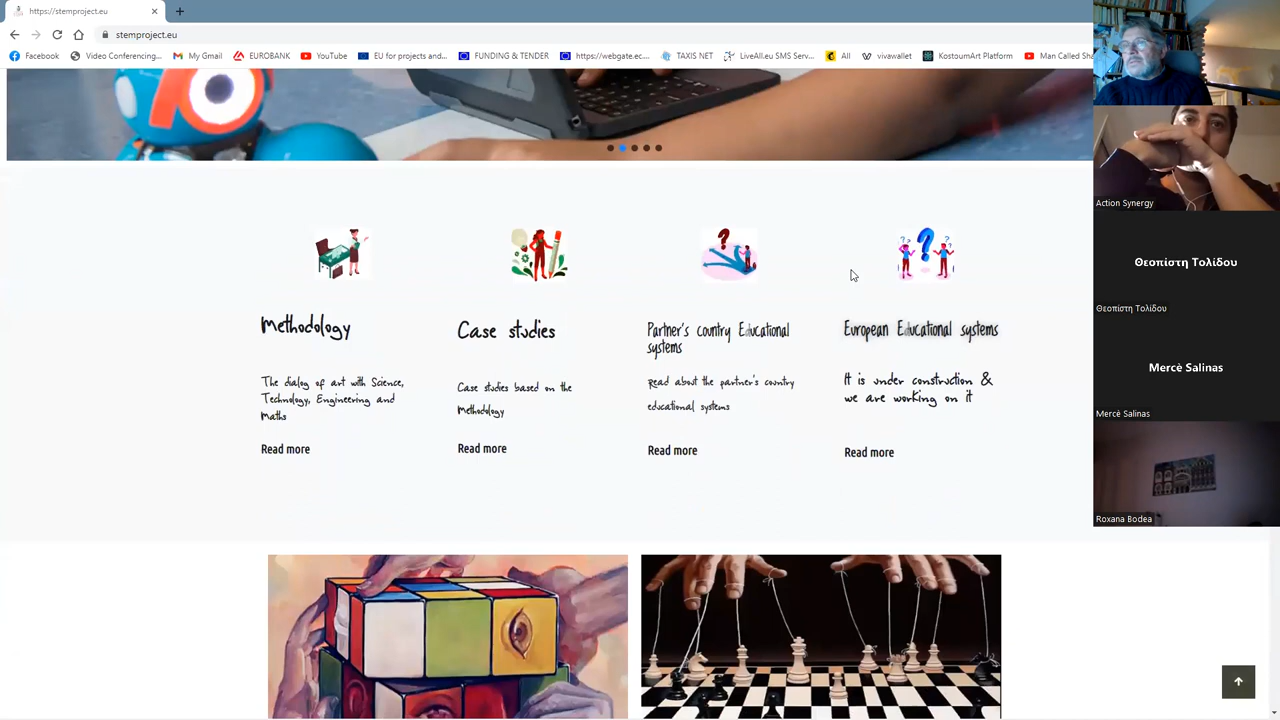 https://stemproject.eu
stemproject.eu
Facebook
Video Conferencing...
My Gmail
EUROBANK
YouTube
EU for projects and...
FUNDING & TENDER
https://webgate.ec...
TAXIS NET
LiveAll.eu SMS Serv...
All
vivawallet
KostoumArt Platform
Man Called Sha
Methodology
The dialog of art with Science,
Technology, Engineering and
Maths
Read more
Case studies
Case studies based on the
Methodology
Read more
Partner's country Educational
systems
Read about the partner's country
educational systems
Read more
European Educational systems
It is under construction &
we are working on it
Read more
Action Synergy
Θεοπίστη Τολίδου
Θεοπίστη Τολίδου
Mercè Salinas
Mercè Salinas
Roxana Bodea